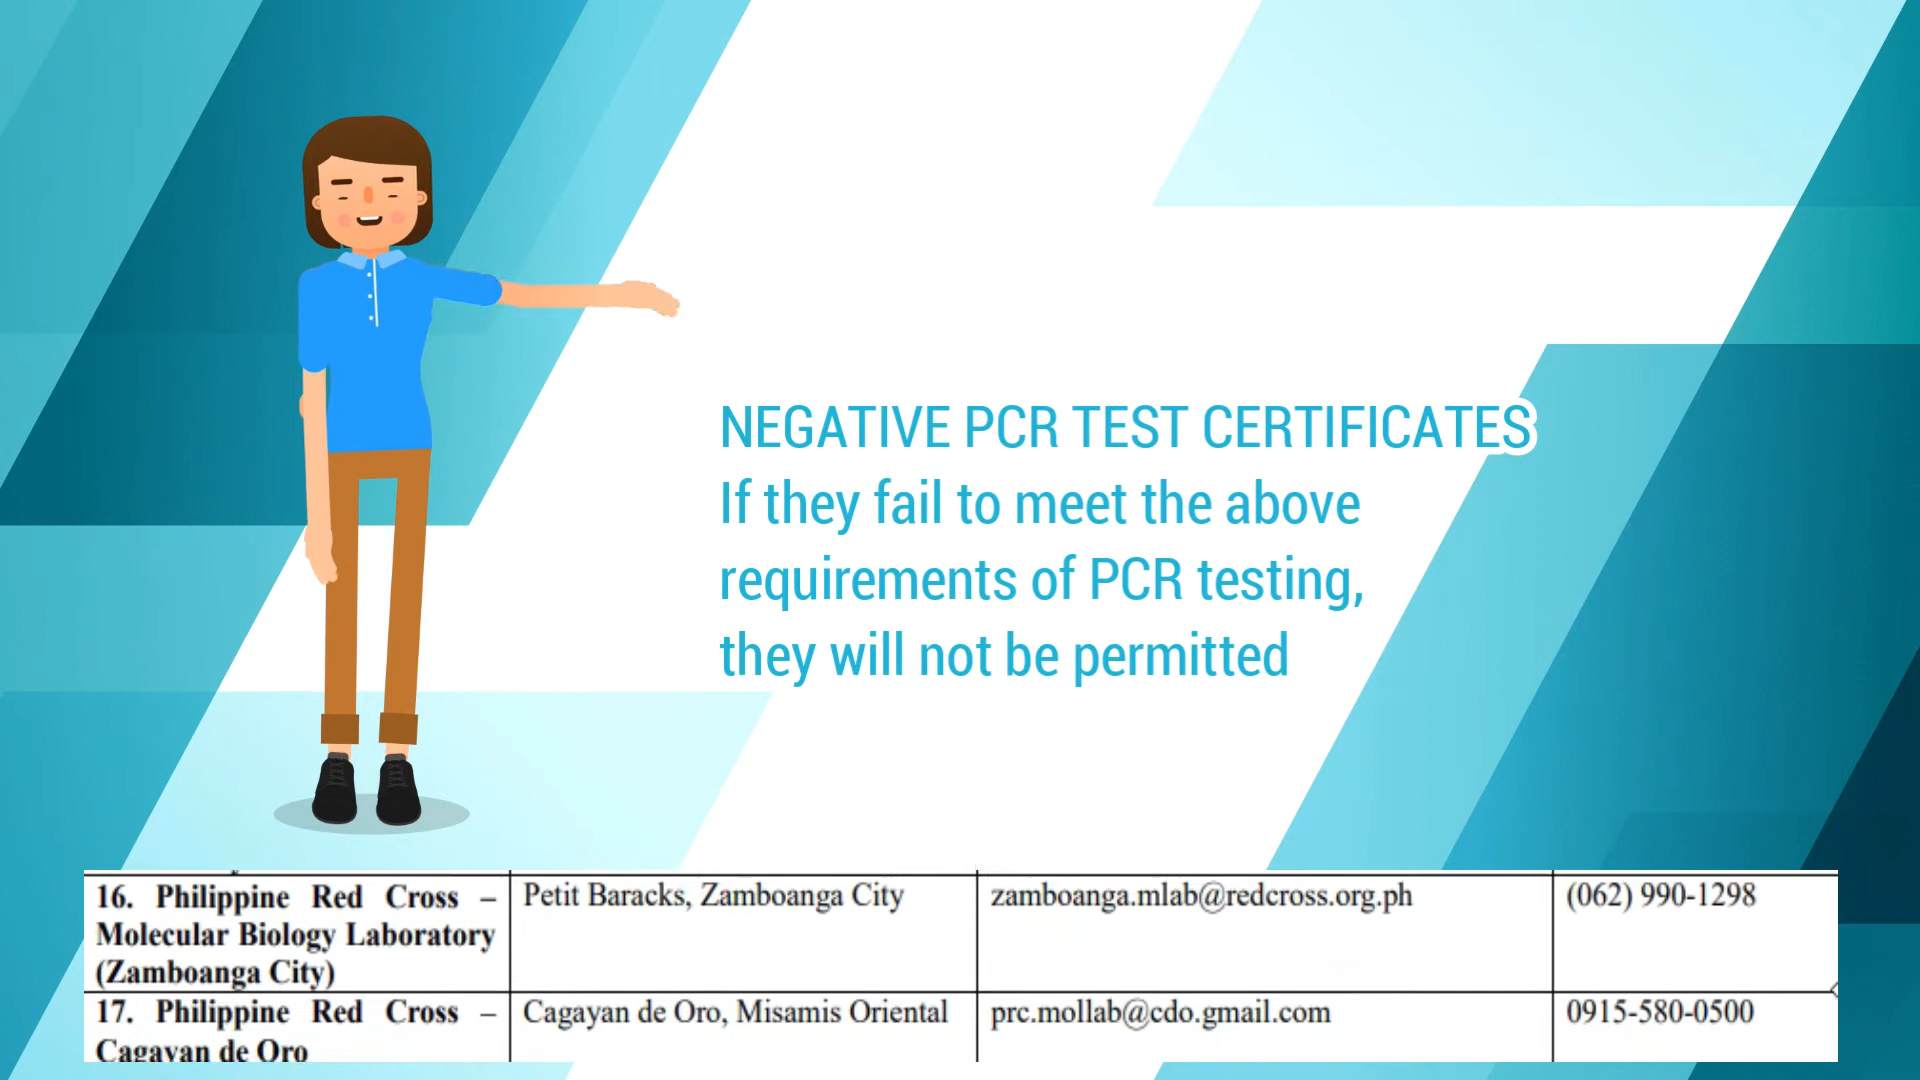 NEGATIVE PCR TEST CERTIFICATES
If they fail to meet the above
requirements of PCR testing,
they will not be permitted
16. Philippine Red Cross – Petit Baracks, Zamboanga City zamboanga.mlab@redcross.org.ph (062) 990-1298
Molecular Biology Laboratory
(Zamboanga City)
17. Philippine Red Cross – Cagayan de Oro, Misamis Oriental prc.mollab@cdo.gmail.com 0915-580-0500
Cagayan de Oro